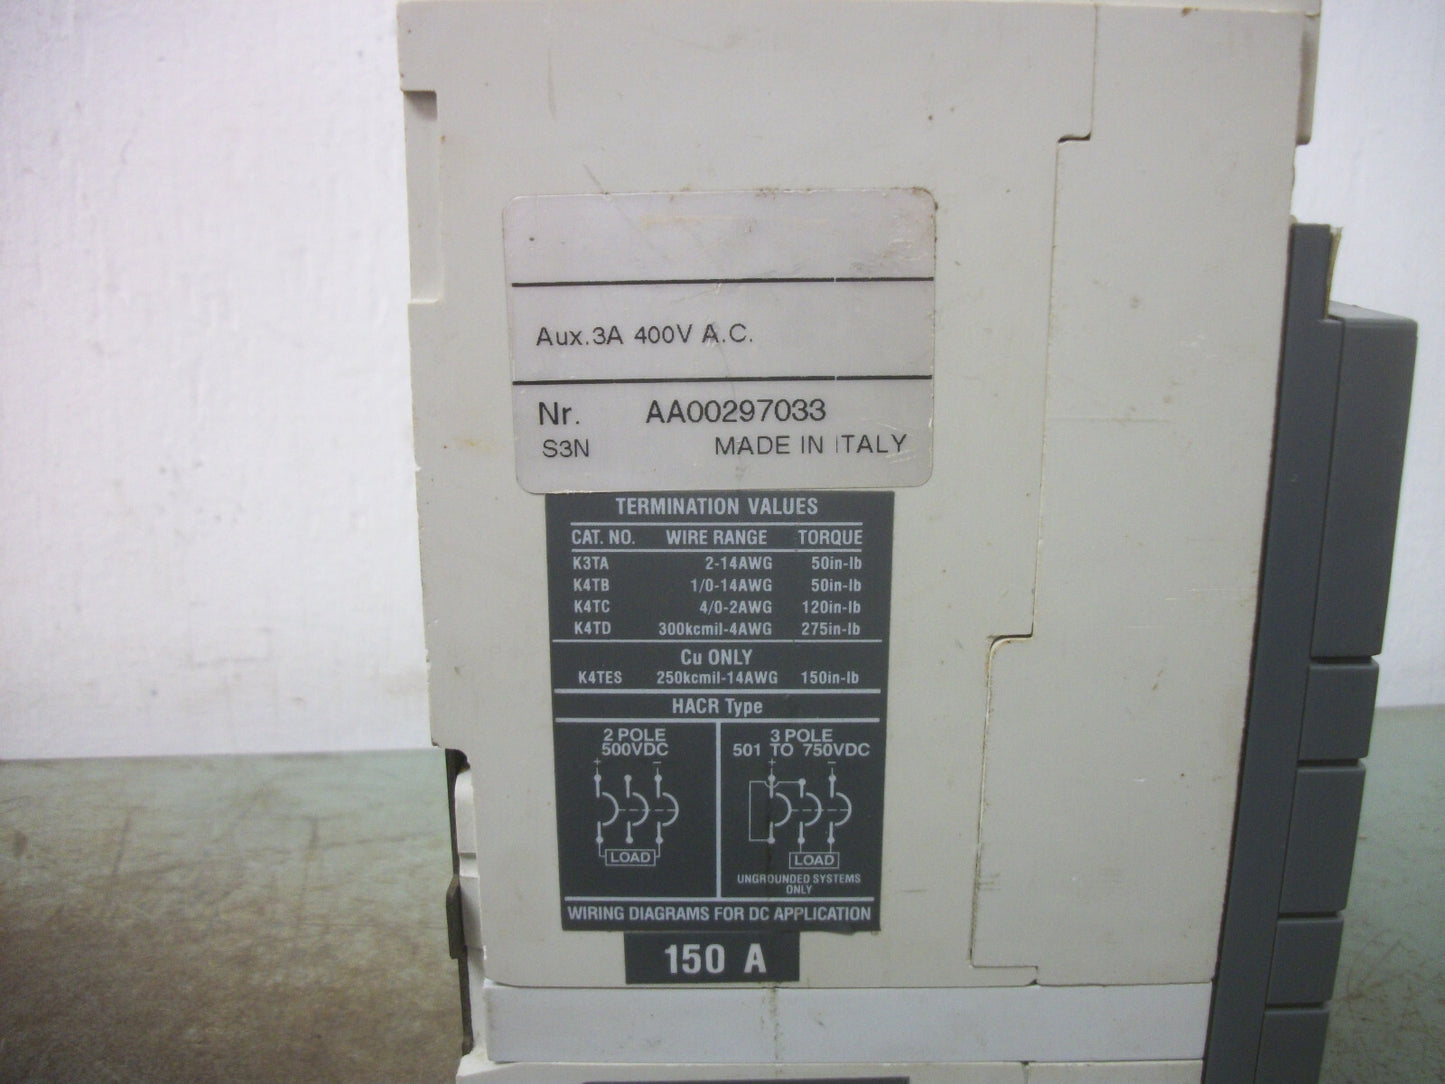 Aux.3A 400V A.C.
Nr. AA00297033
S3N MADE IN ITALY
TERMINATION VALUES
CAT. NO. WIRE RANGE TORQUE
K3TA 2-14AWG 50in-lb
K4TB 1/0-14AWG 50in-lb
K4TC 4/0-2AWG 120in-lb
K4TD 300kcmil-4AWG 275in-lb
Cu ONLY
K4TES 250kcmil-14AWG 150in-lb
HACR Type
2 POLE
500VDC
+ −
LOAD
3 POLE
501 TO 750VDC
+ −
LOAD
UNGROUNDED SYSTEMS
ONLY
WIRING DIAGRAMS FOR DC APPLICATION
150 A